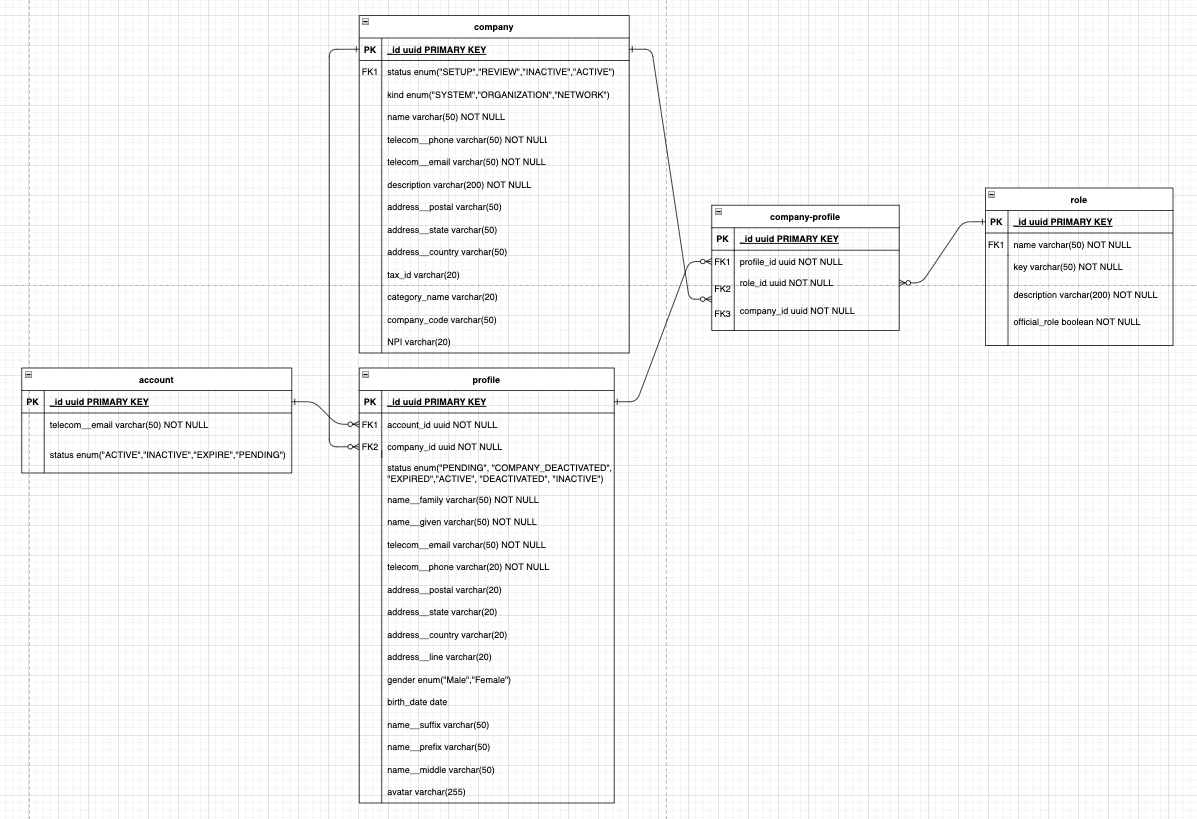 company
PK _id uuid PRIMARY KEY
FK1 status enum("SETUP","REVIEW","INACTIVE","ACTIVE")
kind enum("SYSTEM","ORGANIZATION","NETWORK")
name varchar(50) NOT NULL
telecom__phone varchar(50) NOT NULL
telecom__email varchar(50) NOT NULL
description varchar(200) NOT NULL
address__postal varchar(50)
address__state varchar(50)
address__country varchar(50)
tax_id varchar(20)
category_name varchar(20)
company_code varchar(50)
NPI varchar(20)
company-profile
PK _id uuid PRIMARY KEY
FK1 profile_id uuid NOT NULL
FK2 role_id uuid NOT NULL
FK3 company_id uuid NOT NULL
role
PK _id uuid PRIMARY KEY
FK1 name varchar(50) NOT NULL
key varchar(50) NOT NULL
description varchar(200) NOT NULL
official_role boolean NOT NULL
account
PK _id uuid PRIMARY KEY
telecom__email varchar(50) NOT NULL
status enum("ACTIVE","INACTIVE","EXPIRE","PENDING")
profile
PK _id uuid PRIMARY KEY
FK1 account_id uuid NOT NULL
FK2 company_id uuid NOT NULL
status enum("PENDING", "COMPANY_DEACTIVATED",
"EXPIRED","ACTIVE", "DEACTIVATED", "INACTIVE")
name__family varchar(50) NOT NULL
name__given varchar(50) NOT NULL
telecom__email varchar(50) NOT NULL
telecom__phone varchar(20) NOT NULL
address__postal varchar(20)
address__state varchar(20)
address__country varchar(20)
address__line varchar(20)
gender enum("Male","Female")
birth_date date
name__suffix varchar(50)
name__prefix varchar(50)
name__middle varchar(50)
avatar varchar(255)